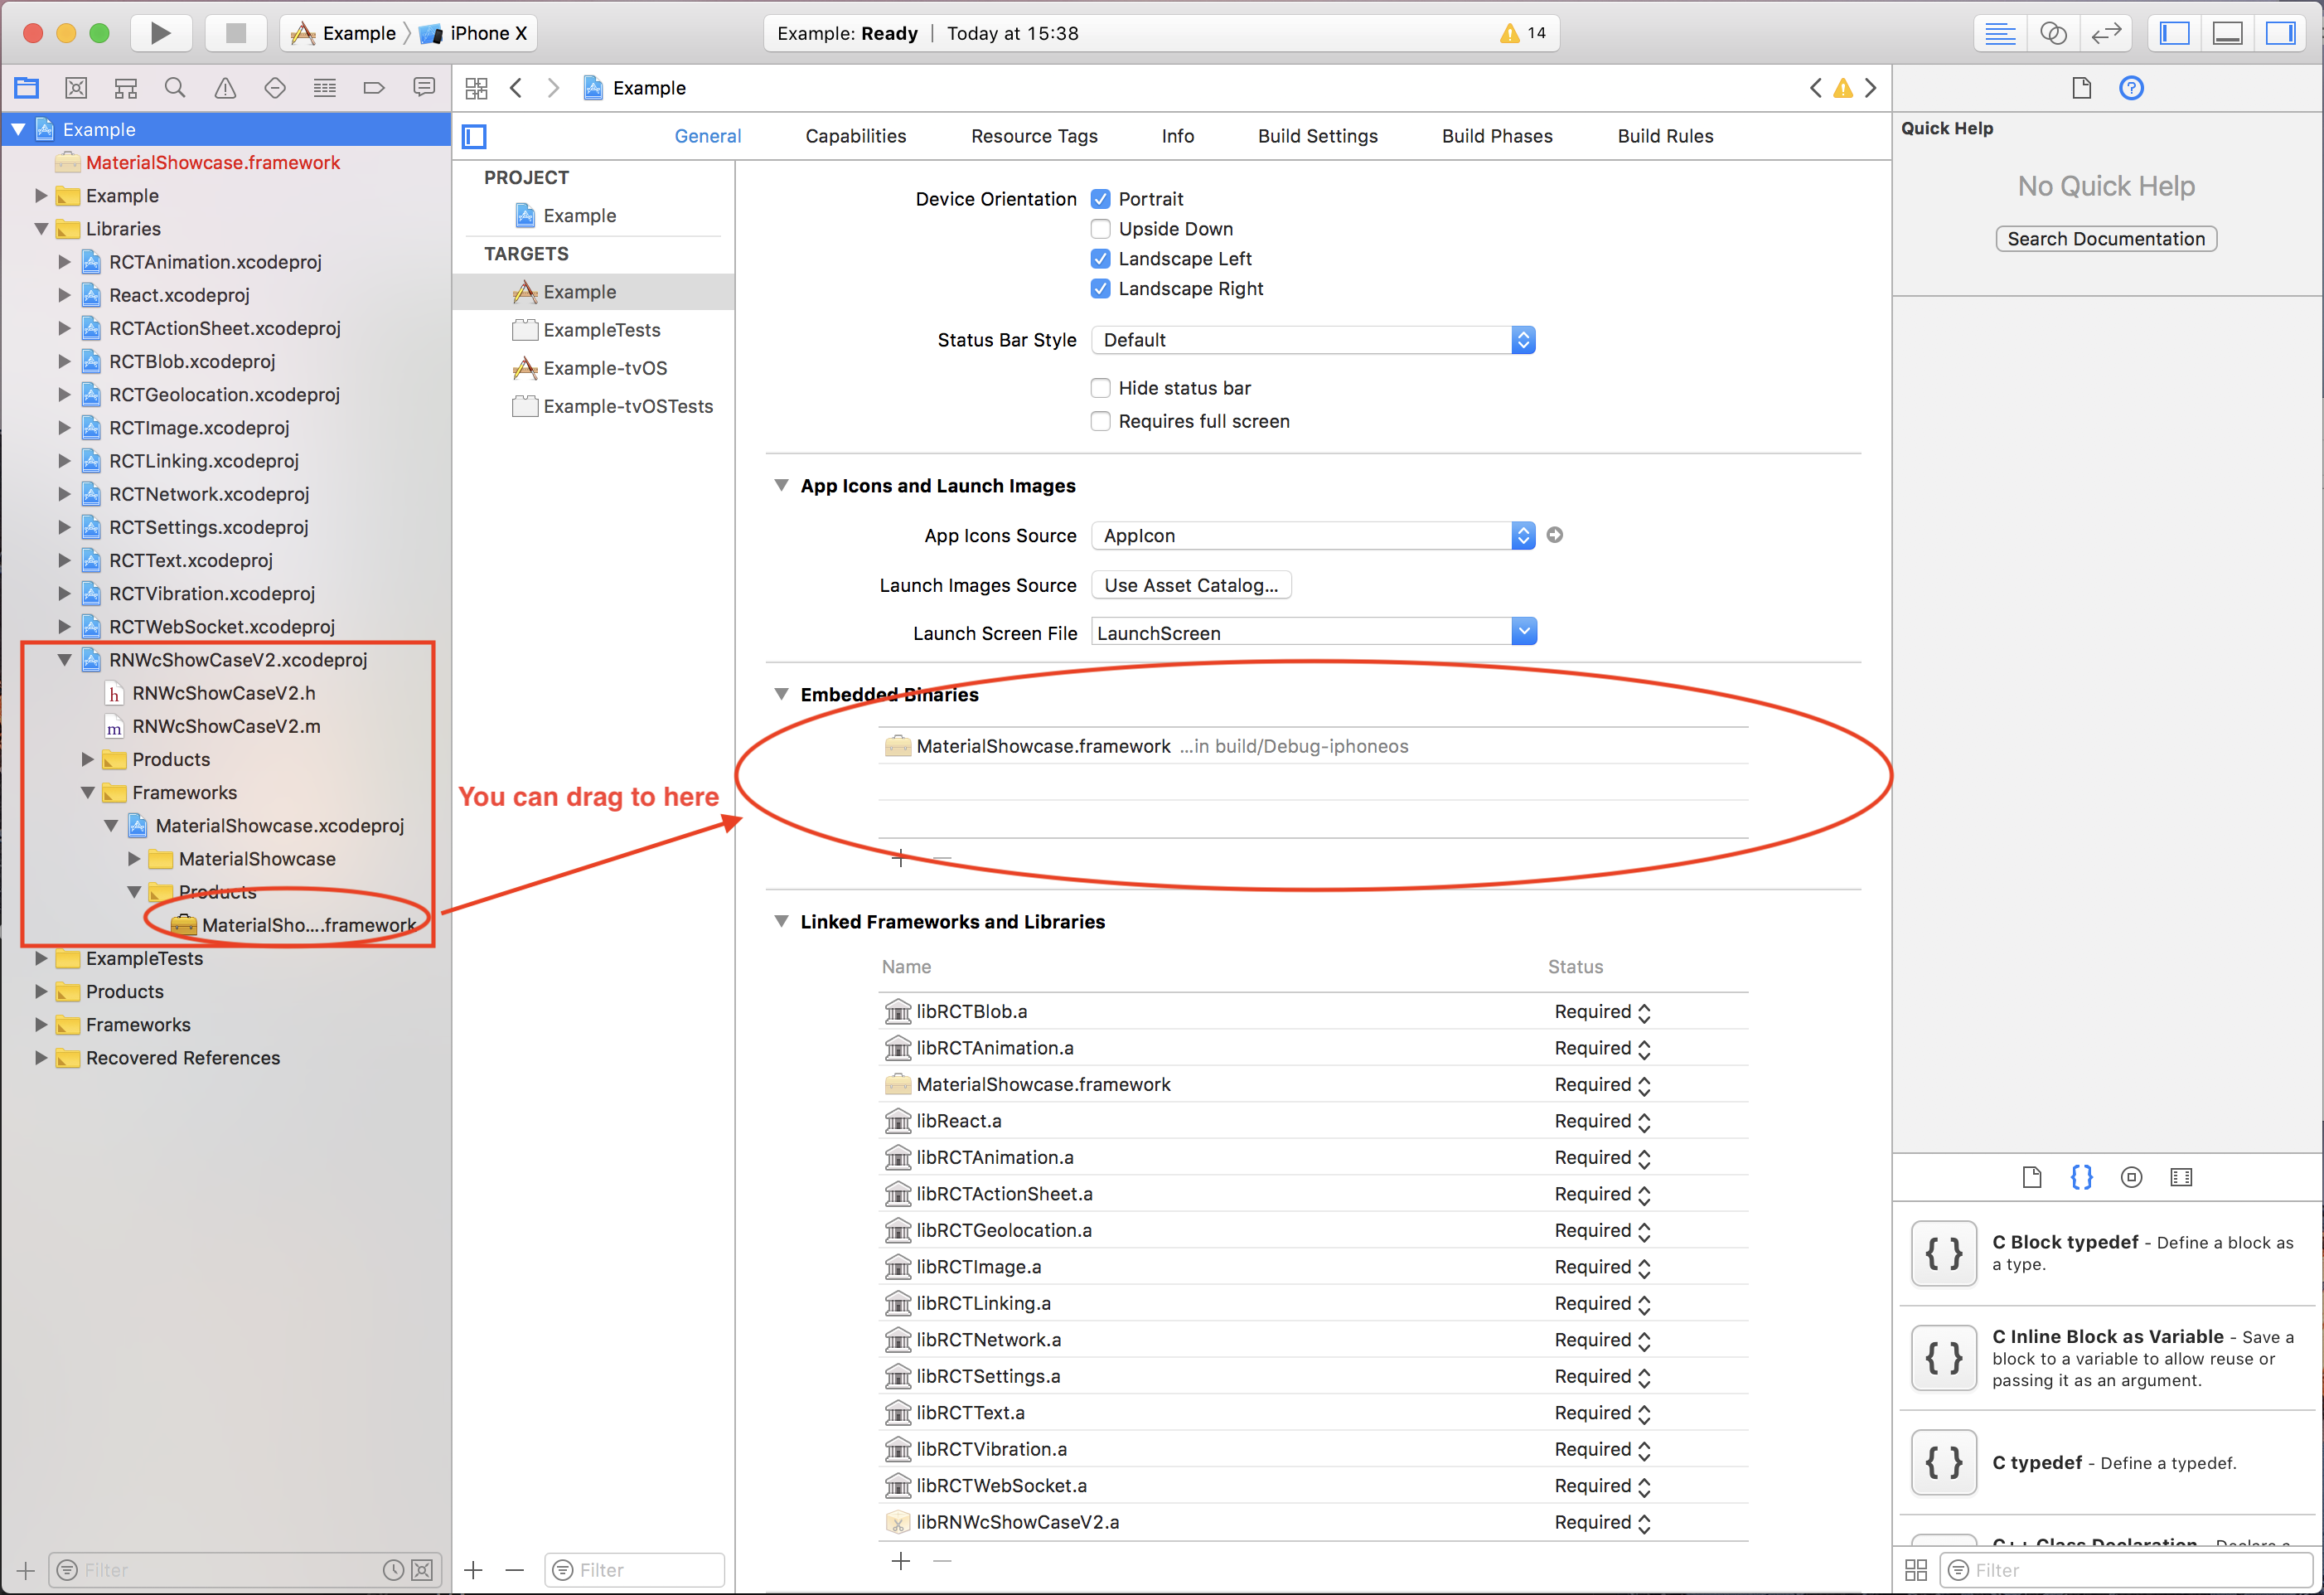 Example
iPhone X
Example: Ready | Today at 15:38
14
Example
Example
MaterialShowcase.framework
Example
Libraries
RCTAnimation.xcodeproj
React.xcodeproj
RCTActionSheet.xcodeproj
RCTBlob.xcodeproj
RCTGeolocation.xcodeproj
RCTImage.xcodeproj
RCTLinking.xcodeproj
RCTNetwork.xcodeproj
RCTSettings.xcodeproj
RCTText.xcodeproj
RCTVibration.xcodeproj
RCTWebSocket.xcodeproj
RNWcShowCaseV2.xcodeproj
h RNWcShowCaseV2.h
m RNWcShowCaseV2.m
Products
Frameworks
MaterialShowcase.xcodeproj
MaterialShowcase
Products
MaterialSho....framework
ExampleTests
Products
Frameworks
Recovered References
Filter
General Capabilities Resource Tags Info Build Settings Build Phases Build Rules
PROJECT
Example
TARGETS
Example
ExampleTests
Example-tvOS
Example-tvOSTests
You can drag to here
Filter
Device Orientation Portrait
Upside Down
Landscape Left
Landscape Right
Status Bar Style Default
Hide status bar
Requires full screen
App Icons and Launch Images
App Icons Source AppIcon
Launch Images Source Use Asset Catalog...
Launch Screen File LaunchScreen
Embedded Binaries
MaterialShowcase.framework ...in build/Debug-iphoneos
Linked Frameworks and Libraries
Name Status
libRCTBlob.a Required
libRCTAnimation.a Required
MaterialShowcase.framework Required
libReact.a Required
libRCTAnimation.a Required
libRCTActionSheet.a Required
libRCTGeolocation.a Required
libRCTImage.a Required
libRCTLinking.a Required
libRCTNetwork.a Required
libRCTSettings.a Required
libRCTText.a Required
libRCTVibration.a Required
libRCTWebSocket.a Required
libRNWcShowCaseV2.a Required
Quick Help
No Quick Help
Search Documentation
{ } C Block typedef - Define a block as
a type.
{ } C Inline Block as Variable - Save a
block to a variable to allow reuse or
passing it as an argument.
{ } C typedef - Define a typedef.
C++ Class Declaration - Declare a
Filter